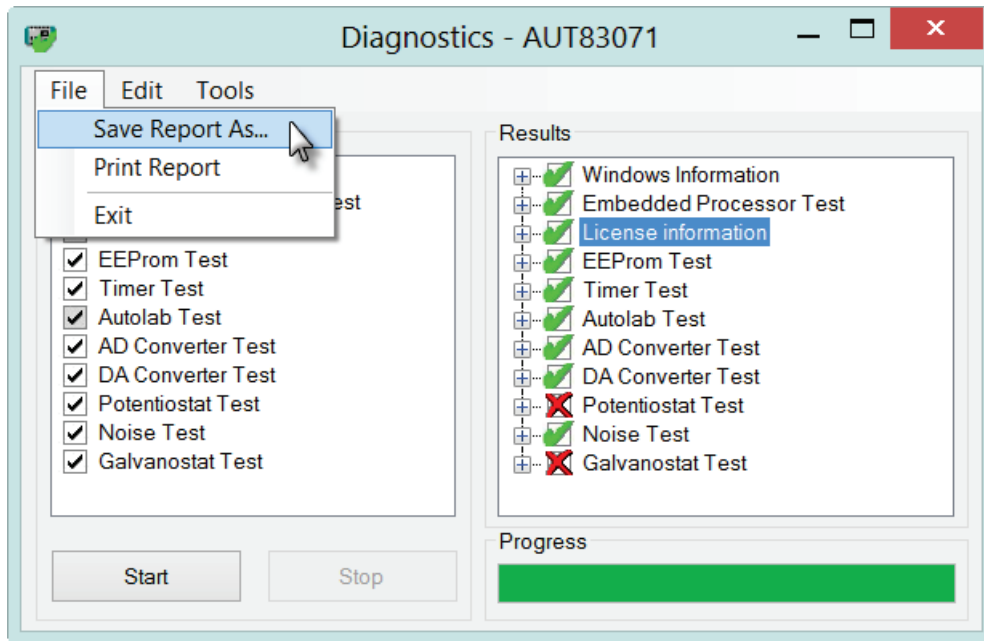 Diagnostics - AUT83071
File Edit Tools
Save Report As...
Print Report
Exit
est
EEProm Test
Timer Test
Autolab Test
AD Converter Test
DA Converter Test
Potentiostat Test
Noise Test
Galvanostat Test
Start
Stop
Results
Windows Information
Embedded Processor Test
License information
EEProm Test
Timer Test
Autolab Test
AD Converter Test
DA Converter Test
Potentiostat Test
Noise Test
Galvanostat Test
Progress